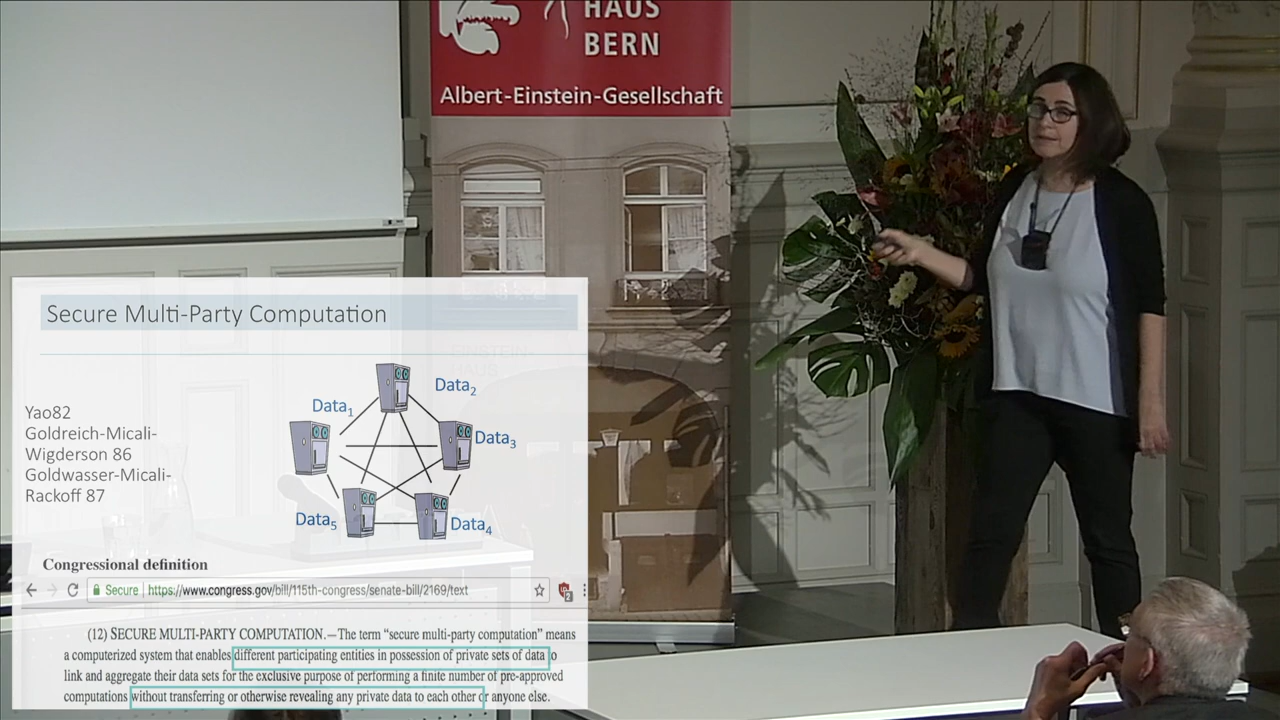 HAUS
BERN
Albert-Einstein-Gesellschaft
Secure Multi-Party Computation
Yao82
Goldreich-Micali-
Wigderson 86
Goldwasser-Micali-
Rackoff 87
Data1
Data2
Data3
Data5
Data4
Congressional definition
Secure https://www.congress.gov/bill/115th-congress/senate-bill/2169/text
2
(12) SECURE MULTI-PARTY COMPUTATION.—The term “secure multi-party computation” means
a computerized system that enables different participating entities in possession of private sets of data to
link and aggregate their data sets for the exclusive purpose of performing a finite number of pre-approved
computations without transferring or otherwise revealing any private data to each other or anyone else.